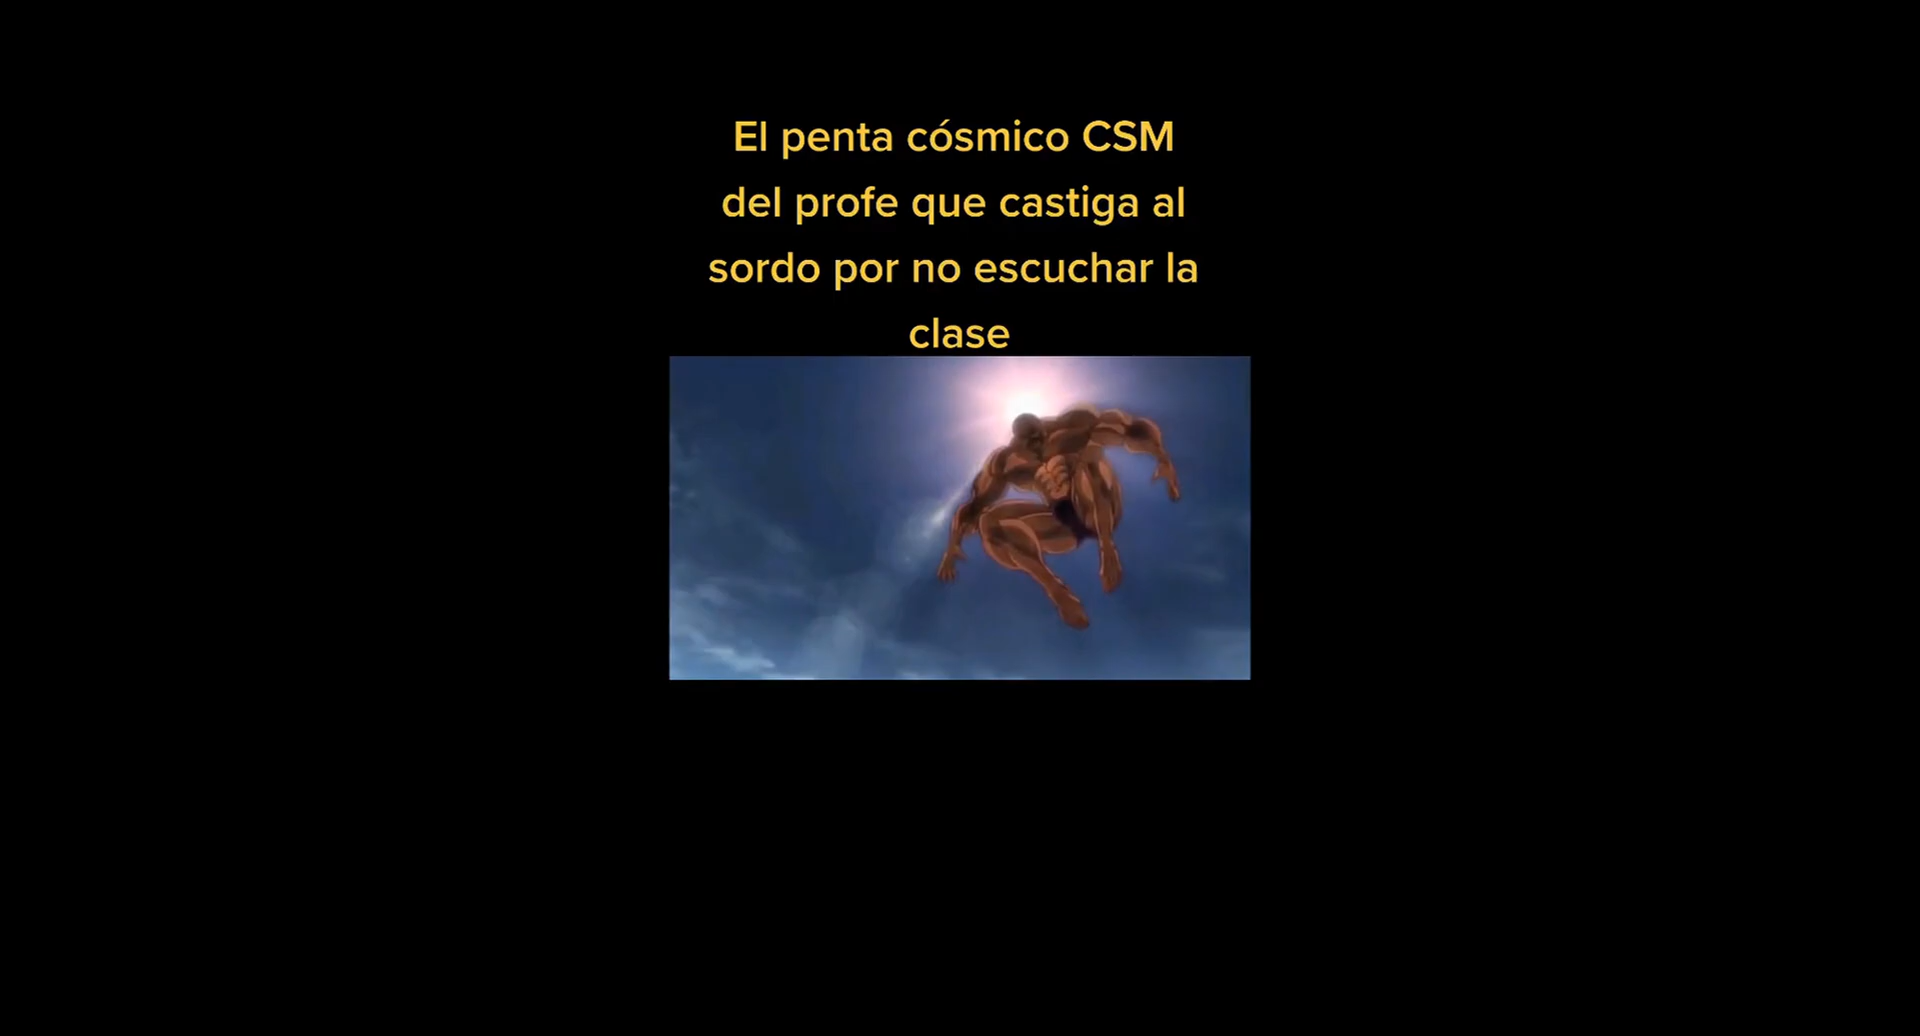 El penta cósmico CSM
del profe que castiga al
sordo por no escuchar la
clase